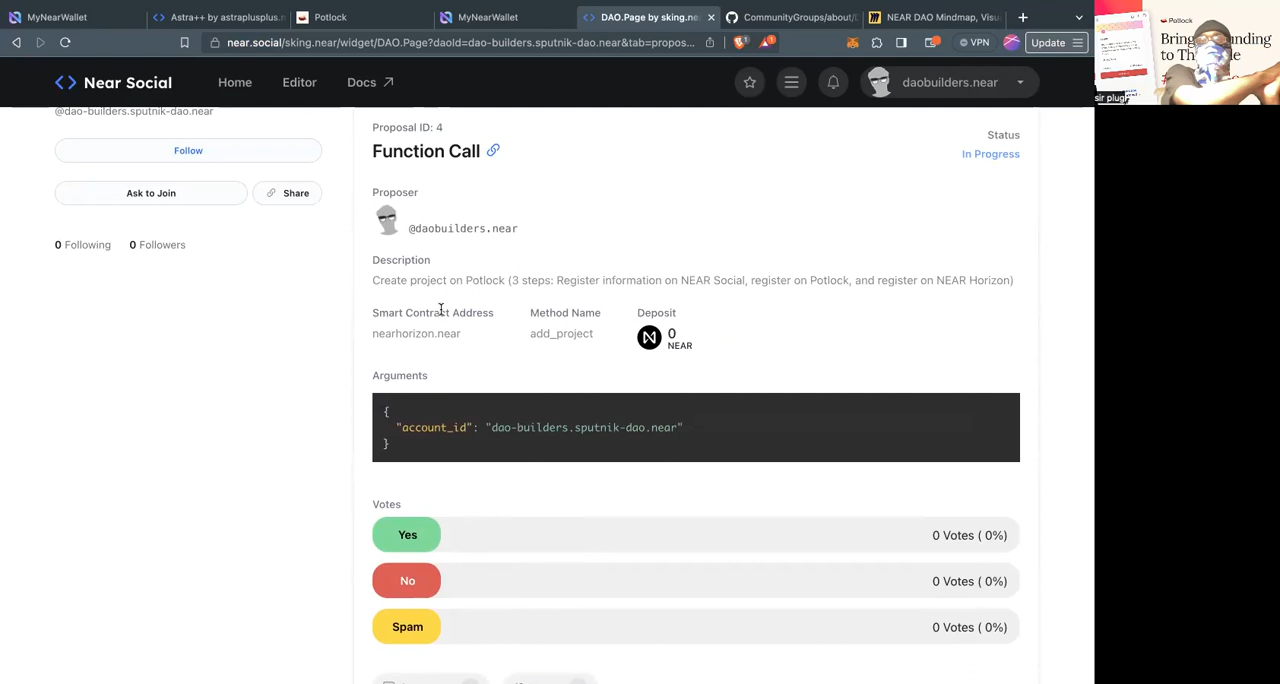 MyNearWallet
Astra++ by astraplusplus.n
Potlock
MyNearWallet
DAO.Page by sking.ne
CommunityGroups/about/
NEAR DAO Mindmap, Visu
near.social/sking.near/widget/DAO.Page?daoId=dao-builders.sputnik-dao.near&tab=propos...
1
1
VPN
Update
Near Social
Home
Editor
Docs
daobuilders.near
@dao-builders.sputnik-dao.near
Follow
Ask to Join
Share
0 Following
0 Followers
Proposal ID: 4
Function Call
Status
In Progress
Proposer
@daobuilders.near
Description
Create project on Potlock (3 steps: Register information on NEAR Social, register on Potlock, and register on NEAR Horizon)
Smart Contract Address
Method Name
Deposit
nearhorizon.near
add_project
0
NEAR
Arguments
{
"account_id": "dao-builders.sputnik-dao.near"
}
Votes
Yes
0 Votes ( 0%)
No
0 Votes ( 0%)
Spam
0 Votes ( 0%)
Potlock
sir plug